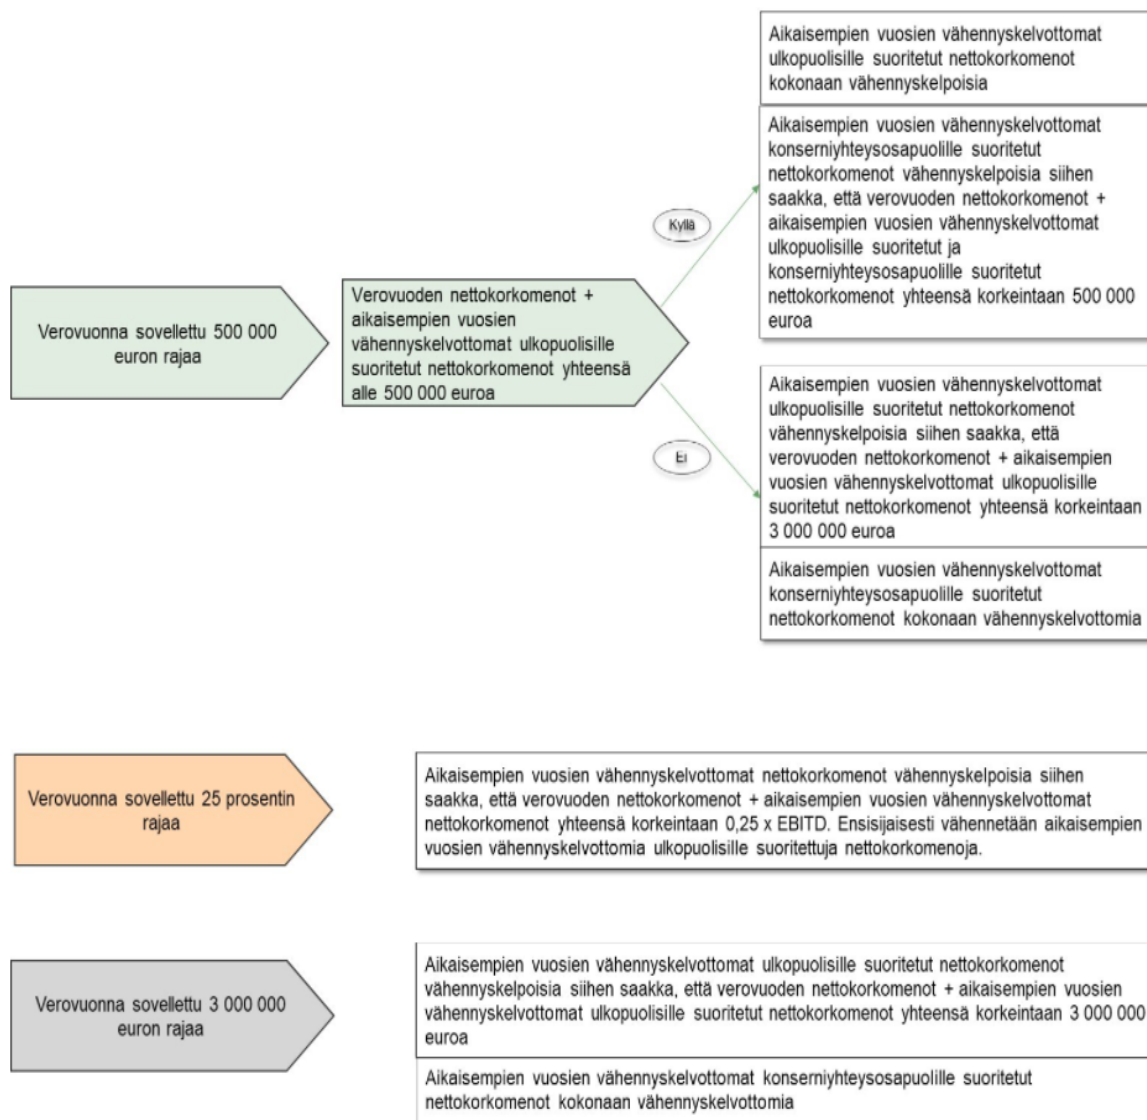 Aikaisempien vuosien vähennyskelvottomat
ulkopuolisille suoritetut nettokorkomenot
kokonaan vähennyskelpoisia
Aikaisempien vuosien vähennyskelvottomat
konserniyhteysosapuolille suoritetut
nettokorkomenot vähennyskelpoisia siihen
saakka, että verovuoden nettokorkomenot +
aikaisempien vuosien vähennyskelvottomat
ulkopuolisille suoritetut ja
konserniyhteysosapuolille suoritetut
nettokorkomenot yhteensä korkeintaan 500 000
euroa
Kyllä
Verovuonna sovellettu 500 000
euron rajaa
Verovuoden nettokorkomenot +
aikaisempien vuosien
vähennyskelvottomat ulkopuolisille
suoritetut nettokorkomenot yhteensä
alle 500 000 euroa
Ei
Aikaisempien vuosien vähennyskelvottomat
ulkopuolisille suoritetut nettokorkomenot
vähennyskelpoisia siihen saakka, että
verovuoden nettokorkomenot + aikaisempien
vuosien vähennyskelvottomat ulkopuolisille
suoritetut nettokorkomenot yhteensä korkeintaan
3 000 000 euroa
Aikaisempien vuosien vähennyskelvottomat
konserniyhteysosapuolille suoritetut
nettokorkomenot kokonaan vähennyskelvottomia
Verovuonna sovellettu 25 prosentin
rajaa
Aikaisempien vuosien vähennyskelvottomat nettokorkomenot vähennyskelpoisia siihen
saakka, että verovuoden nettokorkomenot + aikaisempien vuosien vähennyskelvottomat
nettokorkomenot yhteensä korkeintaan 0,25 x EBITD. Ensisijaisesti vähennetään aikaisempien
vuosien vähennyskelvottomia ulkopuolisille suoritettuja nettokorkomenoja.
Verovuonna sovellettu 3 000 000
euron rajaa
Aikaisempien vuosien vähennyskelvottomat ulkopuolisille suoritetut nettokorkomenot
vähennyskelpoisia siihen saakka, että verovuoden nettokorkomenot + aikaisempien vuosien
vähennyskelvottomat ulkopuolisille suoritetut nettokorkomenot yhteensä korkeintaan 3 000 000
euroa
Aikaisempien vuosien vähennyskelvottomat konserniyhteysosapuolille suoritetut
nettokorkomenot kokonaan vähennyskelvottomia